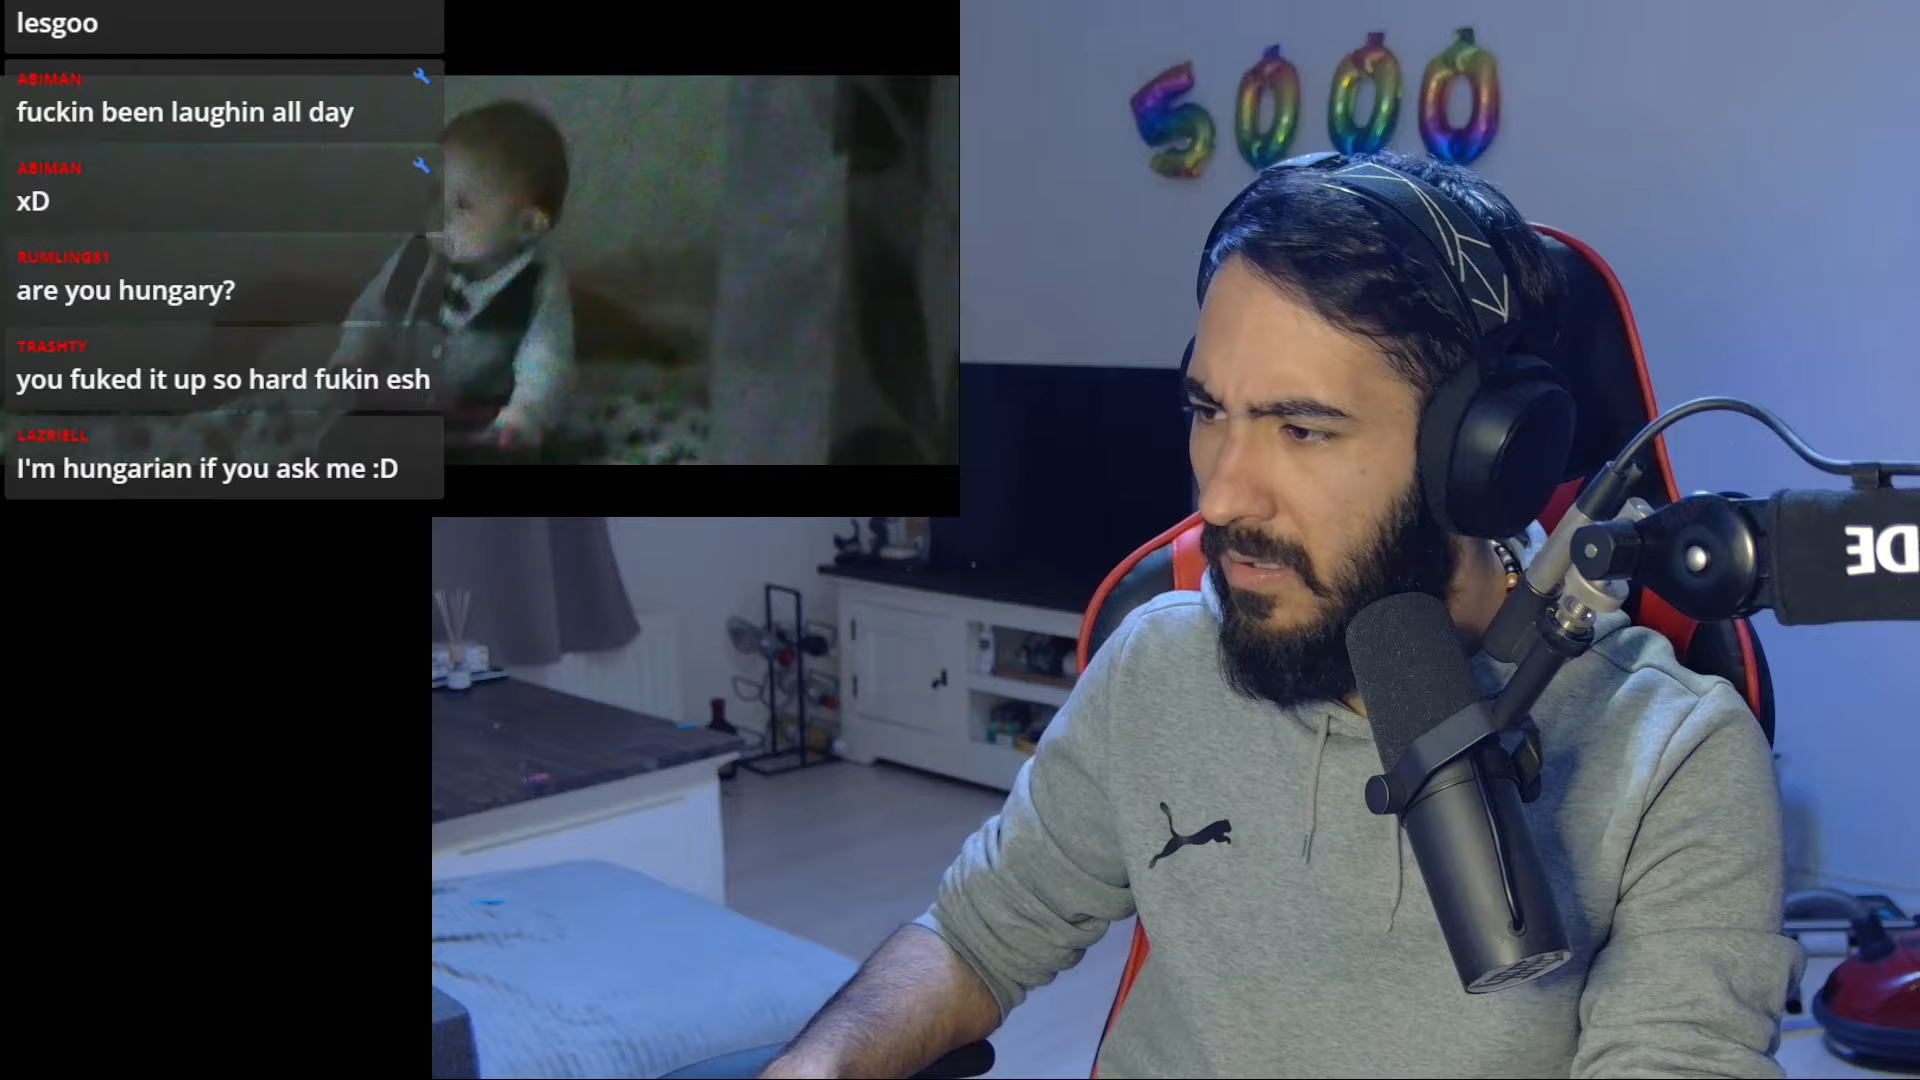 lesgoo
ABIMAN
fuckin been laughin all day
ABIMAN
xD
RUMLING81
are you hungary?
TRASHTY
you fuked it up so hard fukin esh
LAZRIELL
I'm hungarian if you ask me :D
5000
DE